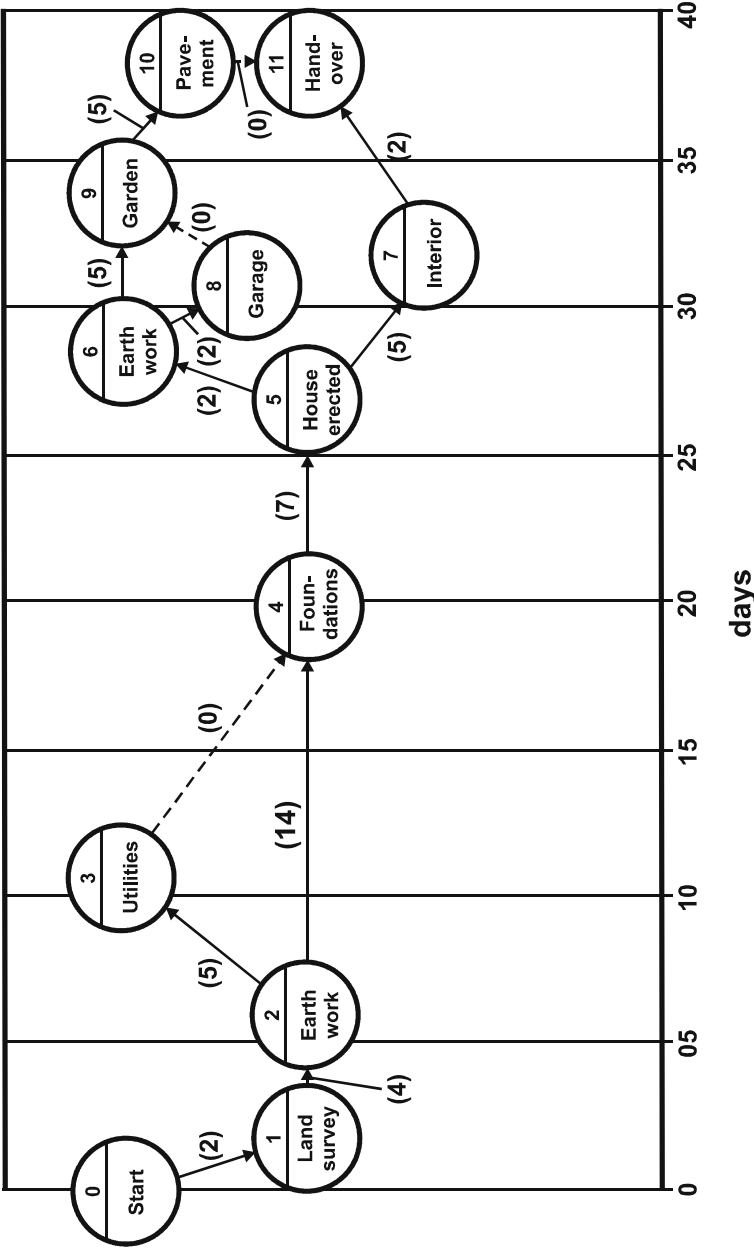 0
Start
(2)
1
Land
survey
(4)
2
Earth
work
(5)
3
Utilities
(0)
(14)
4
Foun-
dations
(7)
5
House
erected
(2)
6
Earth
work
(5)
7
Interior
(2)
8
Garage
(0)
(5)
9
Garden
(5)
10
Pave-
ment
(0)
(2)
11
Hand-
over
0
05
10
15
20
25
30
35
40
days